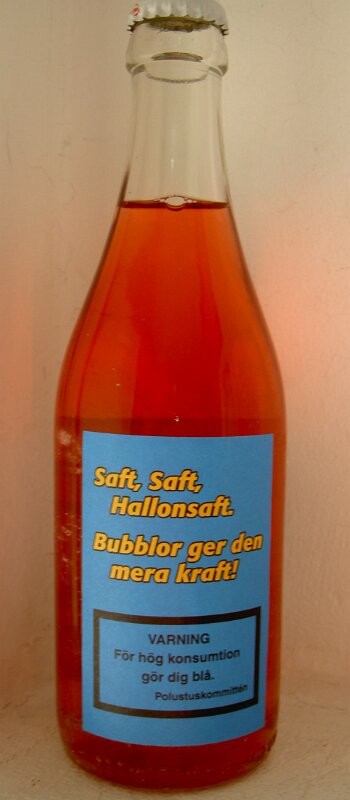 Saft, Saft,
Hallonsaft.
Bubblor ger den
mera kraft!
VARNING
För hög konsumtion
gör dig blå.
Polustuskommittén